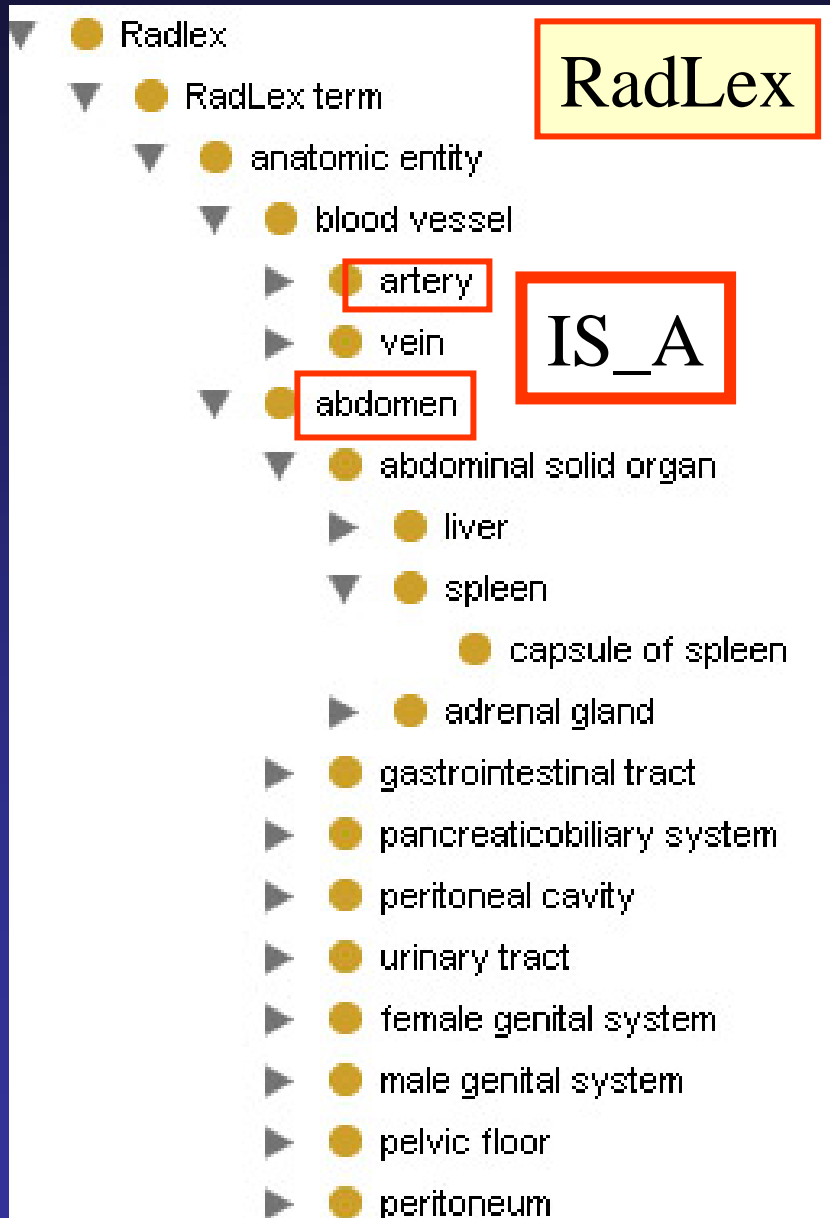 Radlex
RadLex
RadLex term
anatomic entity
blood vessel
artery
IS_A
vein
abdomen
abdominal solid organ
liver
spleen
capsule of spleen
adrenal gland
gastrointestinal tract
pancreaticobiliary system
peritoneal cavity
urinary tract
female genital system
male genital system
pelvic floor
peritoneum